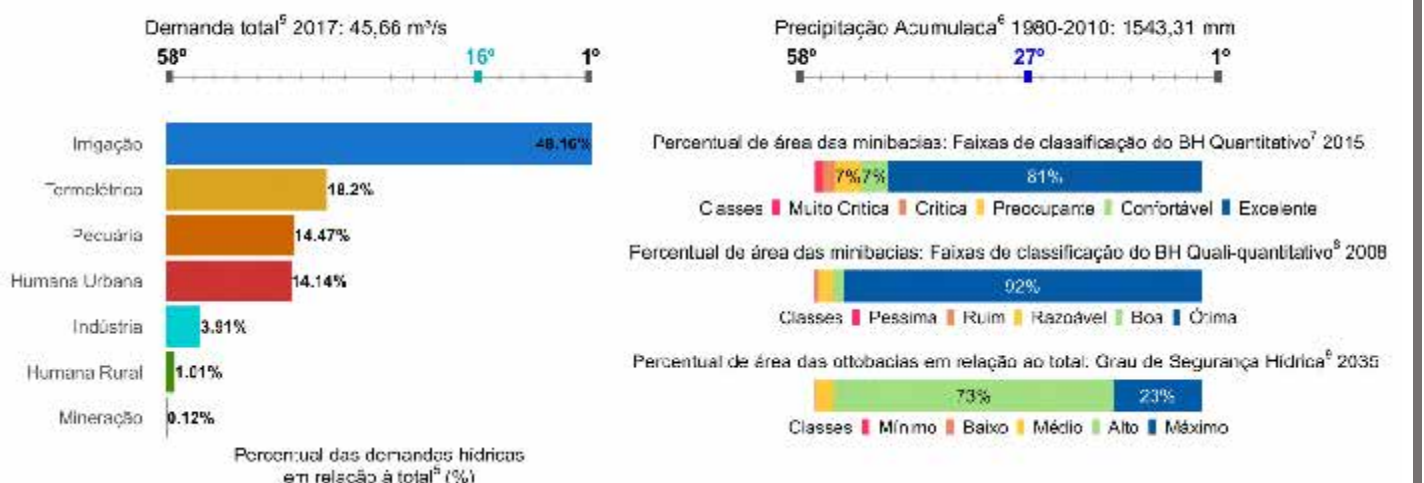 Demanda total⁵ 2017: 45,66 m³/s
58º 16º 1º
Irrigação 48.16%
Termelétrica 18.2%
Pecuária 14.47%
Humana Urbana 14.14%
Indústria 3.91%
Humana Rural 1.01%
Mineração 0.12%
Percentual das demandas hídricas
em relação à total⁵ (%)
Precipitação Acumulada⁶ 1980-2010: 1543,31 mm
58º 27º 1º
Percentual de área das minibacias: Faixas de classificação do BH Quantitativo⁷ 2015
7% 7% 81%
Classes Muito Crítica Crítica Preocupante Confortável Excelente
Percentual de área das minibacias: Faixas de classificação do BH Quali-quantitativo⁸ 2008
92%
Classes Péssima Ruim Razoável Boa Ótima
Percentual de área das ottobacias em relação ao total: Grau de Segurança Hídrica⁹ 2035
73% 23%
Classes Mínimo Baixo Médio Alto Máximo